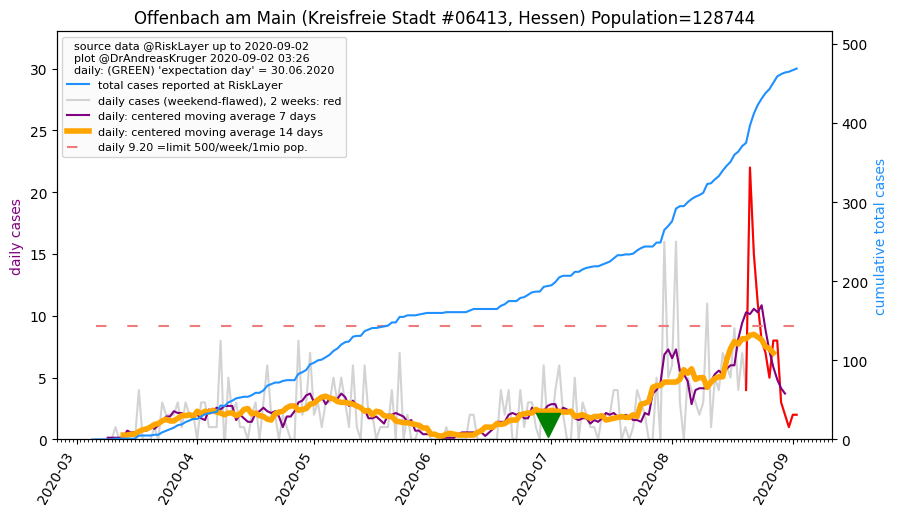 Offenbach am Main (Kreisfreie Stadt #06413, Hessen) Population=128744
source data @RiskLayer up to 2020-09-02
plot @DrAndreasKruger 2020-09-02 03:26
daily: (GREEN) 'expectation day' = 30.06.2020
total cases reported at RiskLayer
daily cases (weekend-flawed), 2 weeks: red
daily: centered moving average 7 days
daily: centered moving average 14 days
daily 9.20 =limit 500/week/1mio pop.
daily cases
30
25
20
15
10
5
0
500
400
300
200
100
0
cumulative total cases
2020-03
2020-04
2020-05
2020-06
2020-07
2020-08
2020-09